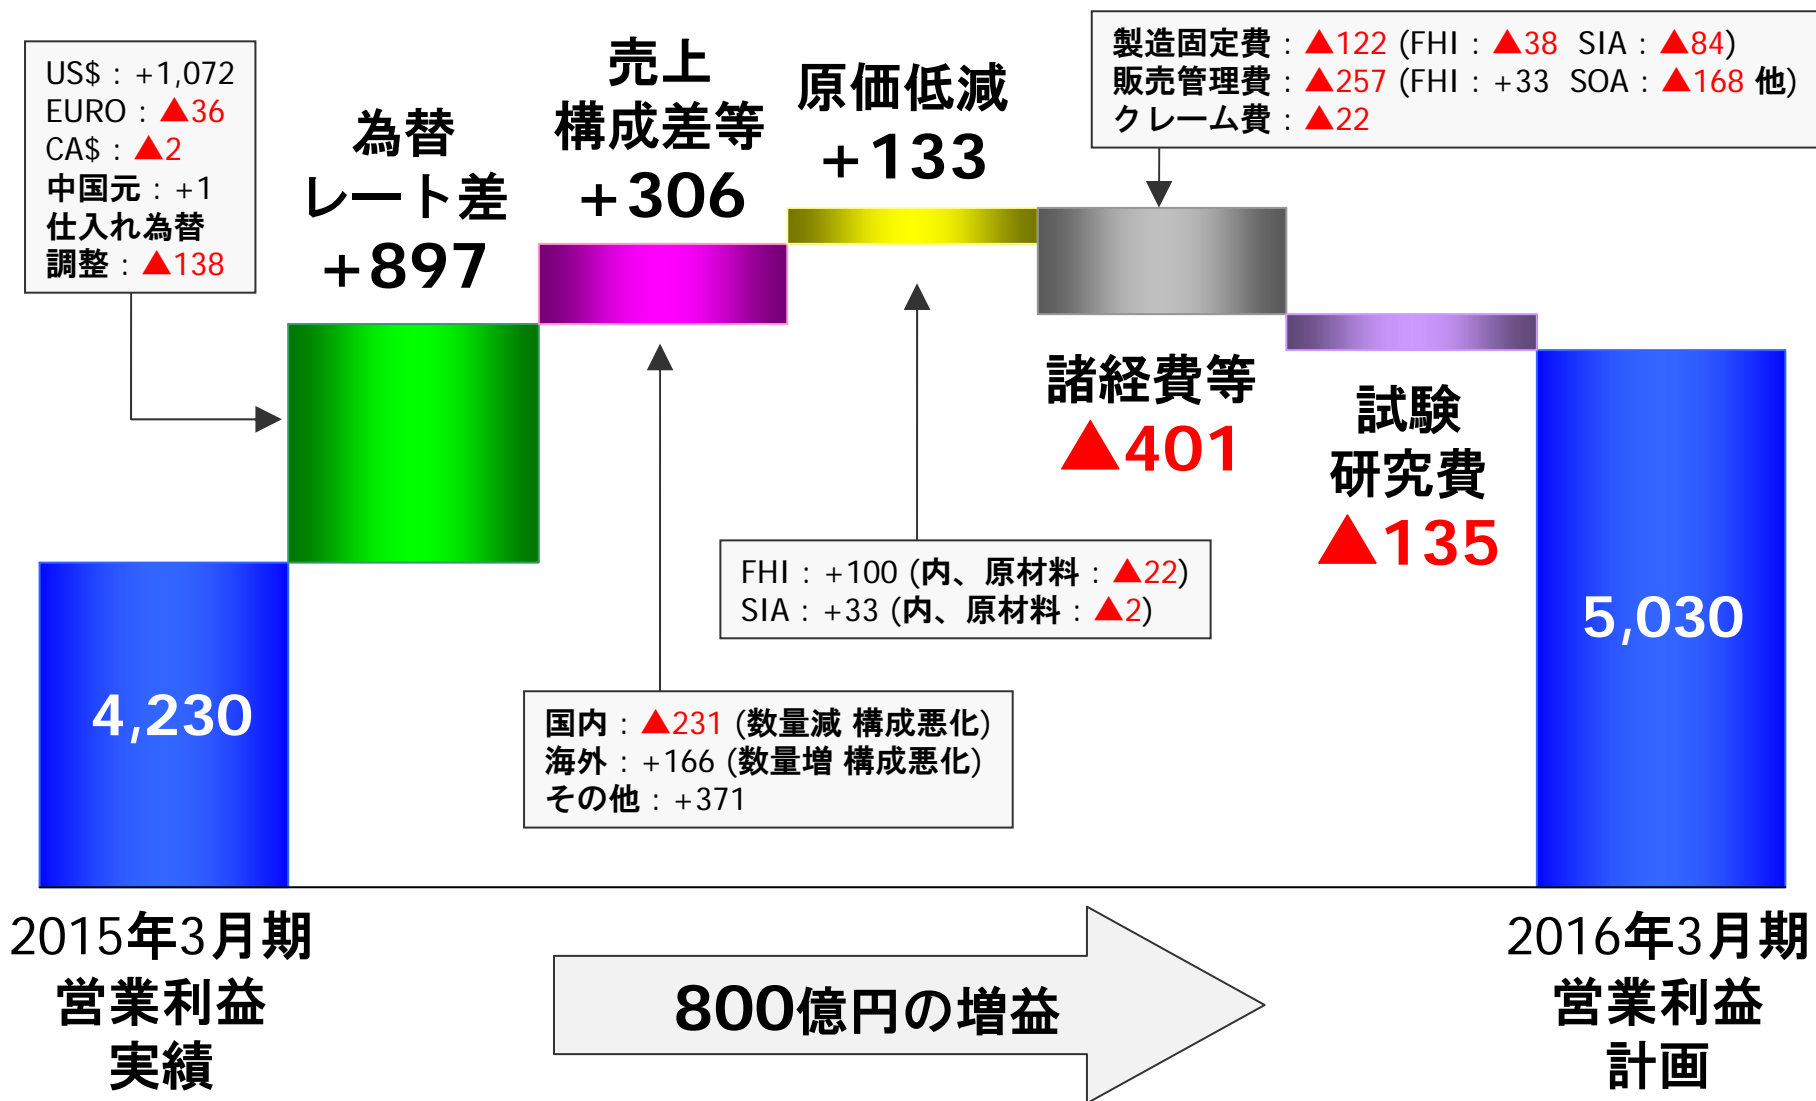 US$ : +1,072
EURO : ▲36
CA$ : ▲2
中国元 : +1
仕入れ為替
調整 : ▲138
為替
レート差
+897
売上
構成差等
+306
原価低減
+133
製造固定費 : ▲122 (FHI : ▲38 SIA : ▲84)
販売管理費 : ▲257 (FHI : +33 SOA : ▲168 他)
クレーム費 : ▲22
諸経費等
▲401
試験
研究費
▲135
FHI : +100 (内、原材料 : ▲22)
SIA : +33 (内、原材料 : ▲2)
国内 : ▲231 (数量減 構成悪化)
海外 : +166 (数量増 構成悪化)
その他 : +371
4,230
5,030
2015年3月期
営業利益
実績
800億円の増益
2016年3月期
営業利益
計画